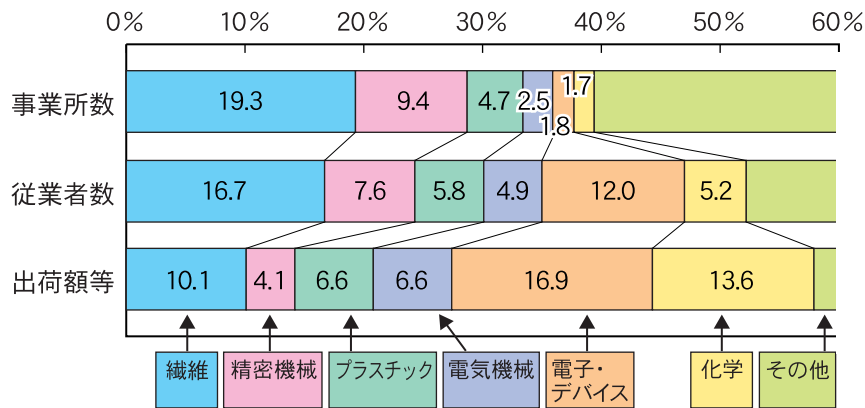 0% 10% 20% 30% 40% 50% 60%
事業所数 19.3 9.4 4.7 2.5 1.8 1.7
従業者数 16.7 7.6 5.8 4.9 12.0 5.2
出荷額等 10.1 4.1 6.6 6.6 16.9 13.6
繊維 精密機械 プラスチック 電気機械 電子・
デバイス 化学 その他